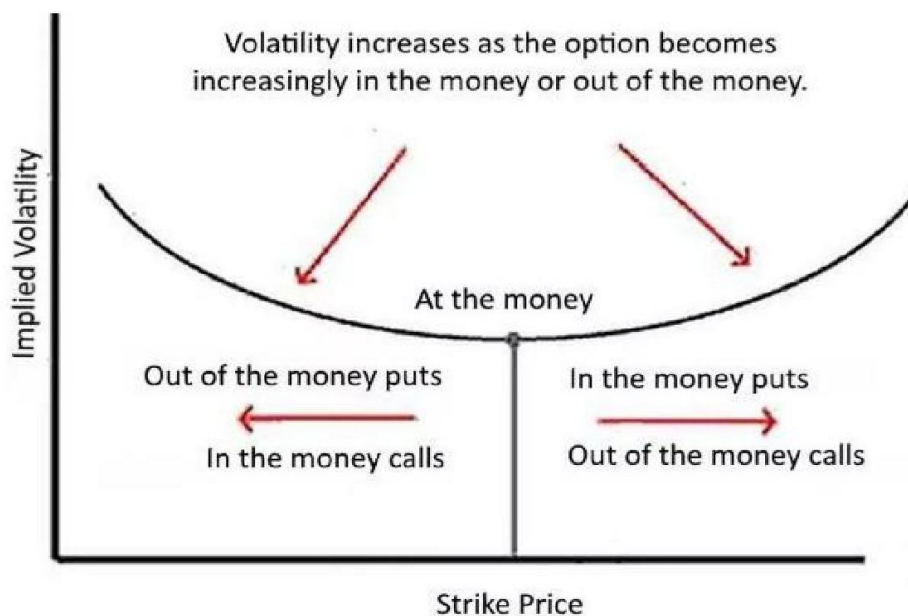 Volatility increases as the option becomes
increasingly in the money or out of the money.
Implied Volatility
At the money
Out of the money puts
In the money puts
In the money calls
Out of the money calls
Strike Price